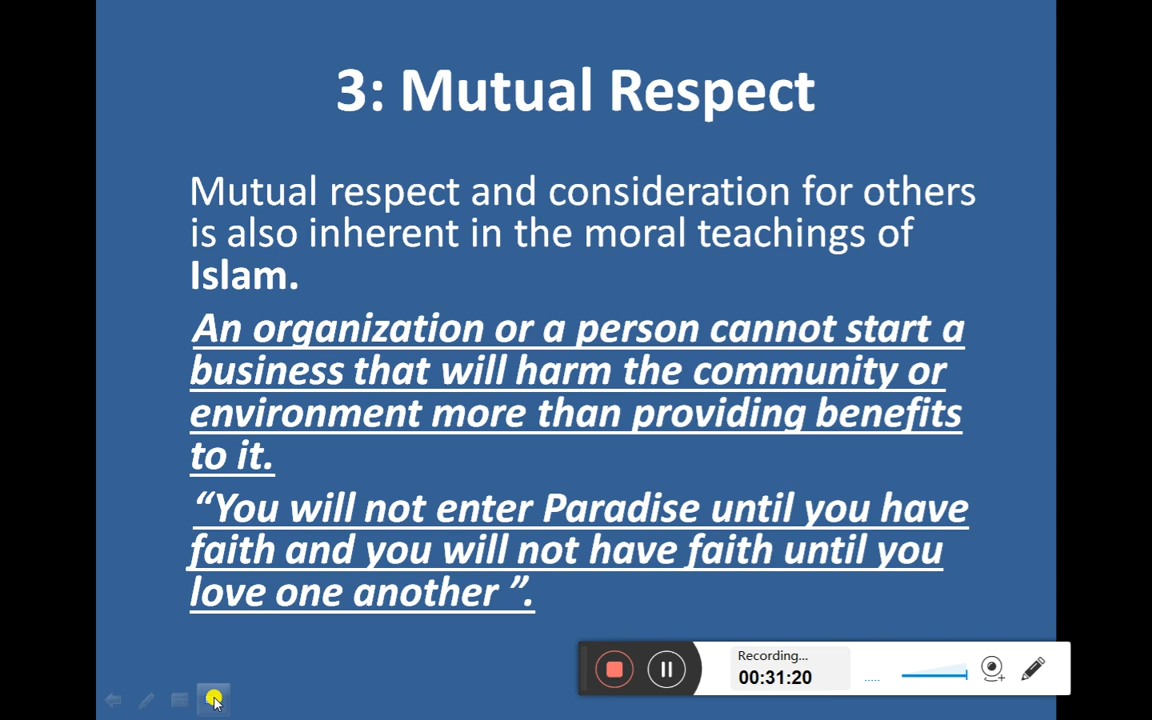 3: Mutual Respect
Mutual respect and consideration for others
is also inherent in the moral teachings of
Islam.
An organization or a person cannot start a
business that will harm the community or
environment more than providing benefits
to it.
“You will not enter Paradise until you have
faith and you will not have faith until you
love one another ”.
Recording...
00:31:20